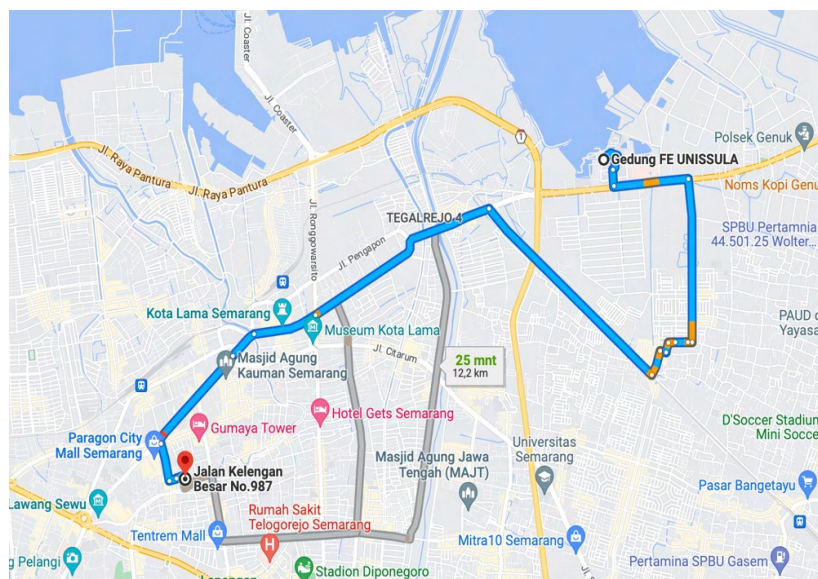 Jl. Coaster
Jl. Coaster
Jl. Raya Pantura
Jl. Raya Pantura
1
Polsek Genuk
Gedung FE UNISSULA
Noms Kopi Genu
Jl. Ronggowarsito
TEGALREJO 4
SPBU Pertamnia
44.501.25 Wolter...
Jl. Pengapon
Kota Lama Semarang
PAUD d
Yayasa
Museum Kota Lama
Jl. Citarum
Masjid Agung
Kauman Semarang
25 mnt
12,2 km
Hotel Gets Semarang
D'Soccer Stadiun
Mini Socce
Gumaya Tower
Paragon City
Mall Semarang
Masjid Agung Jawa
Tengah (MAJT)
Universitas
Semarang
Jalan Kelengan
Besar No.987
Pasar Bangetayu
Lawang Sewu
Rumah Sakit
Telogorejo Semarang
Tentrem Mall
Mitra10 Semarang
g Pelangi
Stadion Diponegoro
Pertamina SPBU Gasem